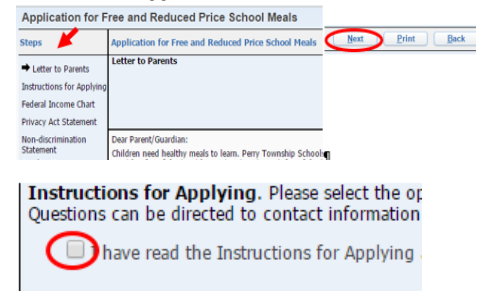 Application for Free and Reduced Price School Meals
Steps
Application for Free and Reduced Price School Meals
Next
Print
Back
Letter to Parents
Letter to Parents
Instructions for Applying
Federal Income Chart
Privacy Act Statement
Non-discrimination
Statement
Dear Parent/Guardian:
Children need healthy meals to learn. Perry Township Schools
Instructions for Applying. Please select the op
Questions can be directed to contact information
I have read the Instructions for Applying